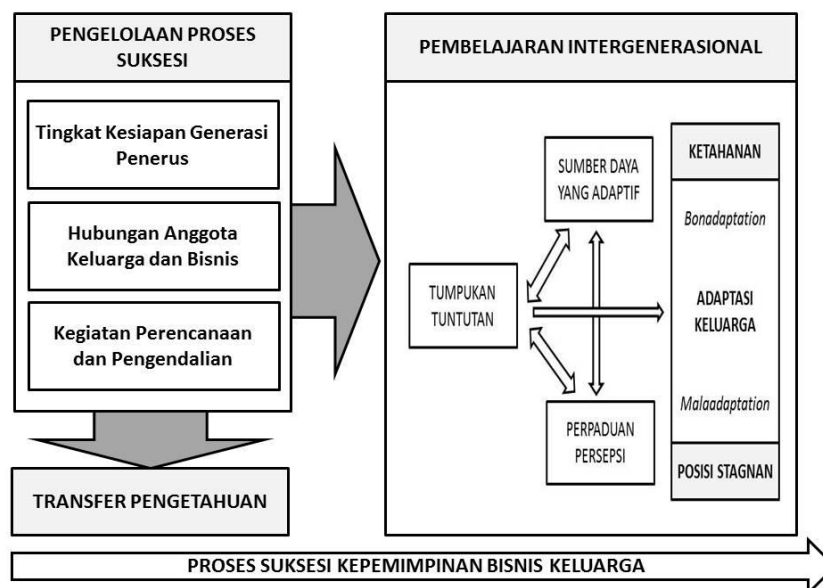 PENGELOLAAN PROSES
SUKSESI
Tingkat Kesiapan Generasi
Penerus
Hubungan Anggota
Keluarga dan Bisnis
Kegiatan Perencanaan
dan Pengendalian
TRANSFER PENGETAHUAN
PEMBELAJARAN INTERGENERASIONAL
SUMBER DAYA
YANG ADAPTIF
TUMPUKAN
TUNTUTAN
PERPADUAN
PERSEPSI
KETAHANAN
Bonadaptation
ADAPTASI
KELUARGA
Malaadaptation
POSISI STAGNAN
PROSES SUKSESI KEPEMIMPINAN BISNIS KELUARGA